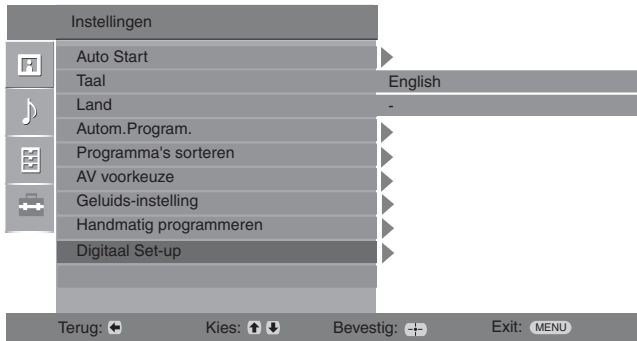 Instellingen
Auto Start
Taal English
Land -
Autom.Program.
Programma's sorteren
AV voorkeuze
Geluids-instelling
Handmatig programmeren
Digitaal Set-up
Terug: Kies: Bevestig: Exit: MENU